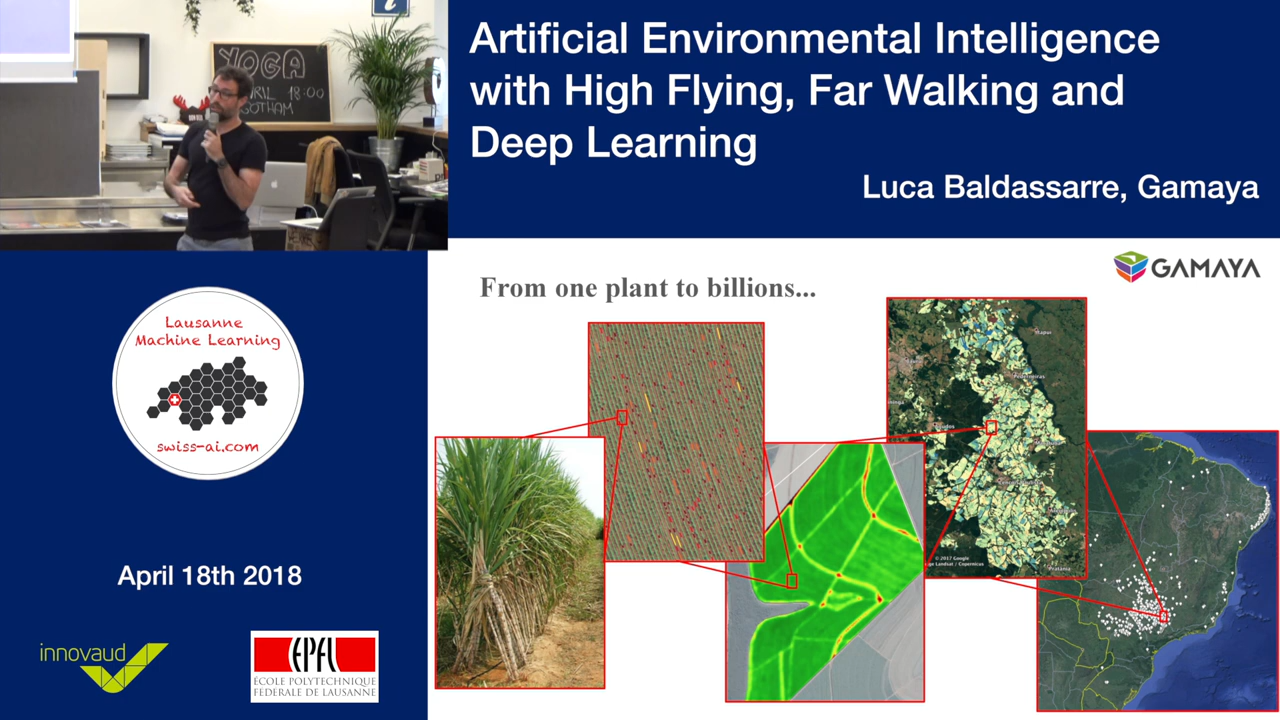 Artificial Environmental Intelligence
with High Flying, Far Walking and
Deep Learning
Luca Baldassarre, Gamaya
YOGA
18:00
GAMAYA
From one plant to billions...
Lausanne
Machine Learning
swiss-ai.com
April 18th 2018
innovaud
EPFL
ÉCOLE POLYTECHNIQUE
FÉDÉRALE DE LAUSANNE
© 2017 Google
Landsat / Copernicus